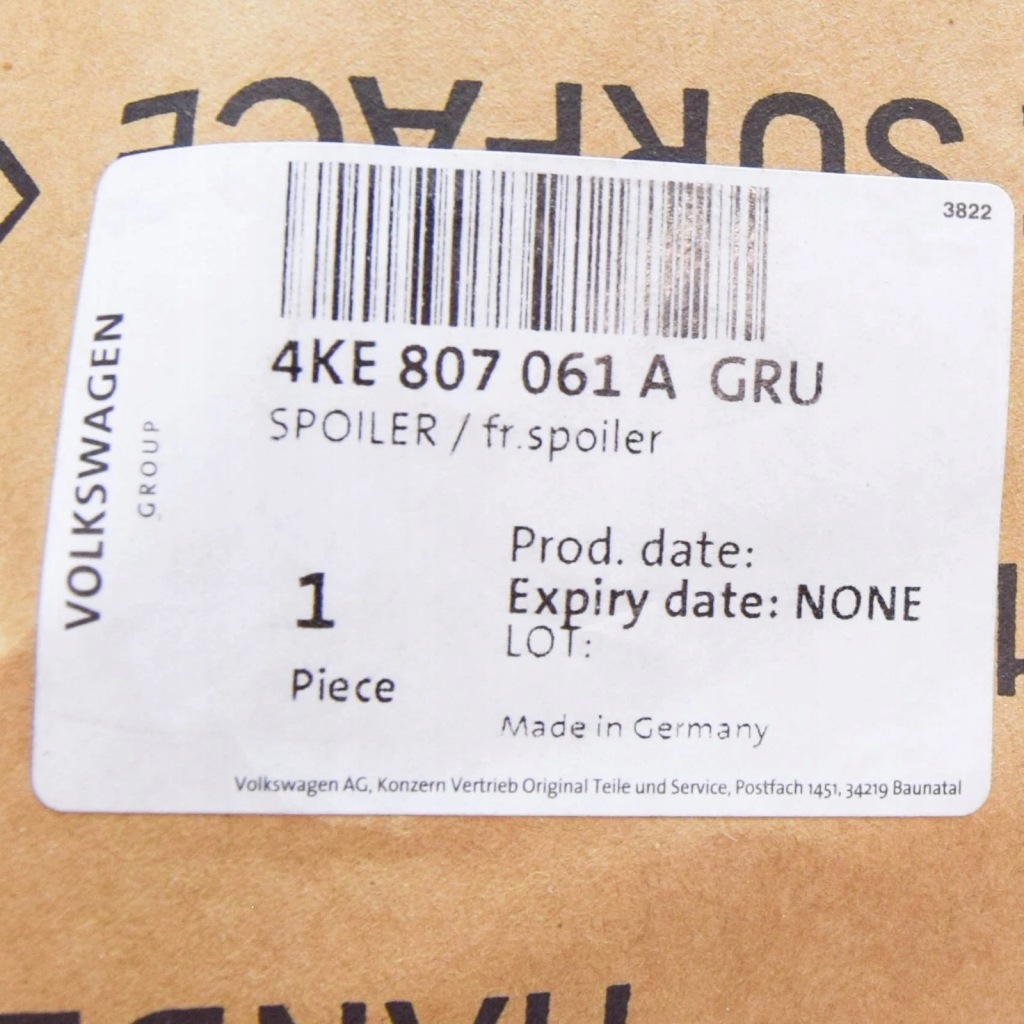 SURFACE
3822
VOLKSWAGEN
GROUP
4KE 807 061 A GRU
SPOILER / fr.spoiler
1
Piece
Prod. date:
Expiry date: NONE
LOT:
Made in Germany
Volkswagen AG, Konzern Vertrieb Original Teile und Service, Postfach 1451, 34219 Baunatal